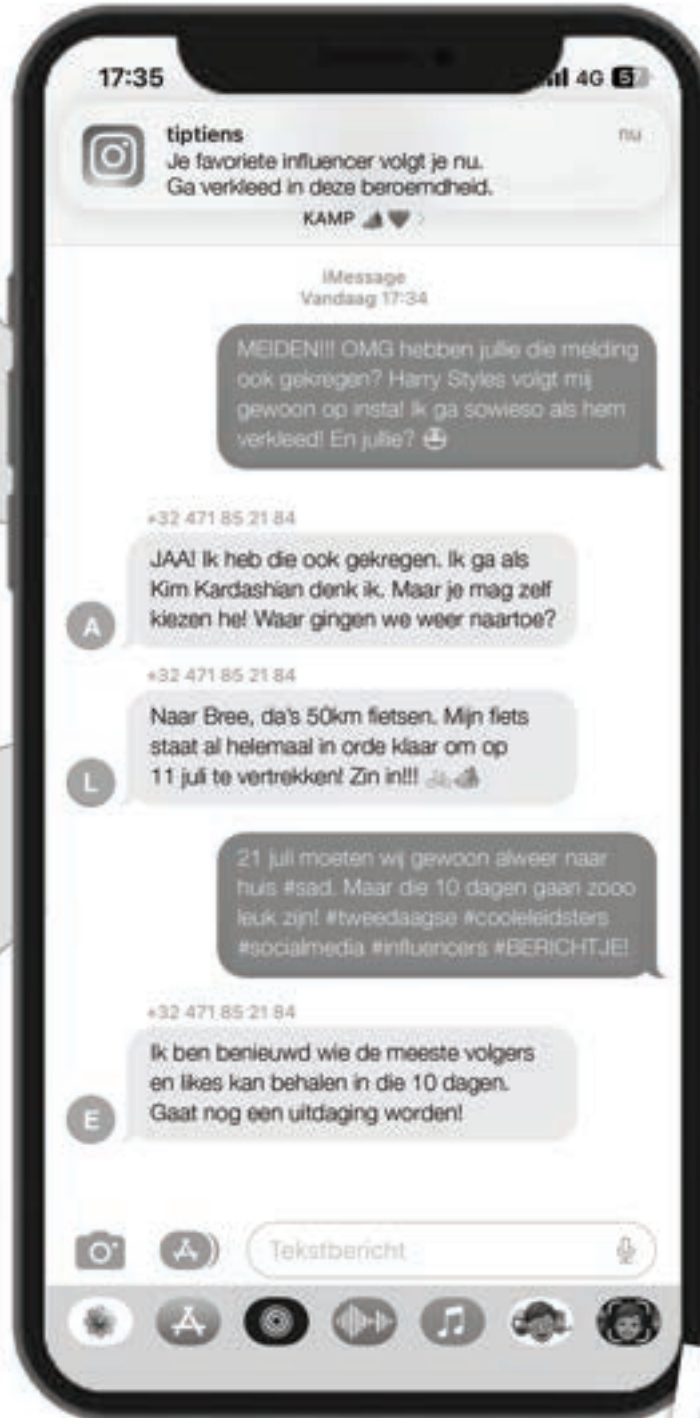 17:35
4G 57
tiptiens
nu
Je favoriete influencer volgt je nu.
Ga verkleed in deze beroemdheid.
KAMP
iMessage
Vandaag 17:34
MEIDEN!!! OMG hebben jullie die melding
ook gekregen? Harry Styles volgt mij
gewoon op insta! Ik ga sowieso als hem
verkleed! En jullie?
+32 471 85 21 84
JAA! Ik heb die ook gekregen. Ik ga als
Kim Kardashian denk ik. Maar je mag zelf
kiezen he! Waar gingen we weer naartoe?
A
+32 471 85 21 84
Naar Bree, da's 50km fietsen. Mijn fiets
staat al helemaal in orde klaar om op
11 juli te vertrekken! Zin in!!!
L
21 juli moeten wij gewoon alweer naar
huis #sad. Maar die 10 dagen gaan zooo
leuk zijn! #tweedaagse #cooleleidsters
#socialmedia #influencers #BERICHTJE!
+32 471 85 21 84
Ik ben benieuwd wie de meeste volgers
en likes kan behalen in die 10 dagen.
Gaat nog een uitdaging worden!
E
Tekstbericht